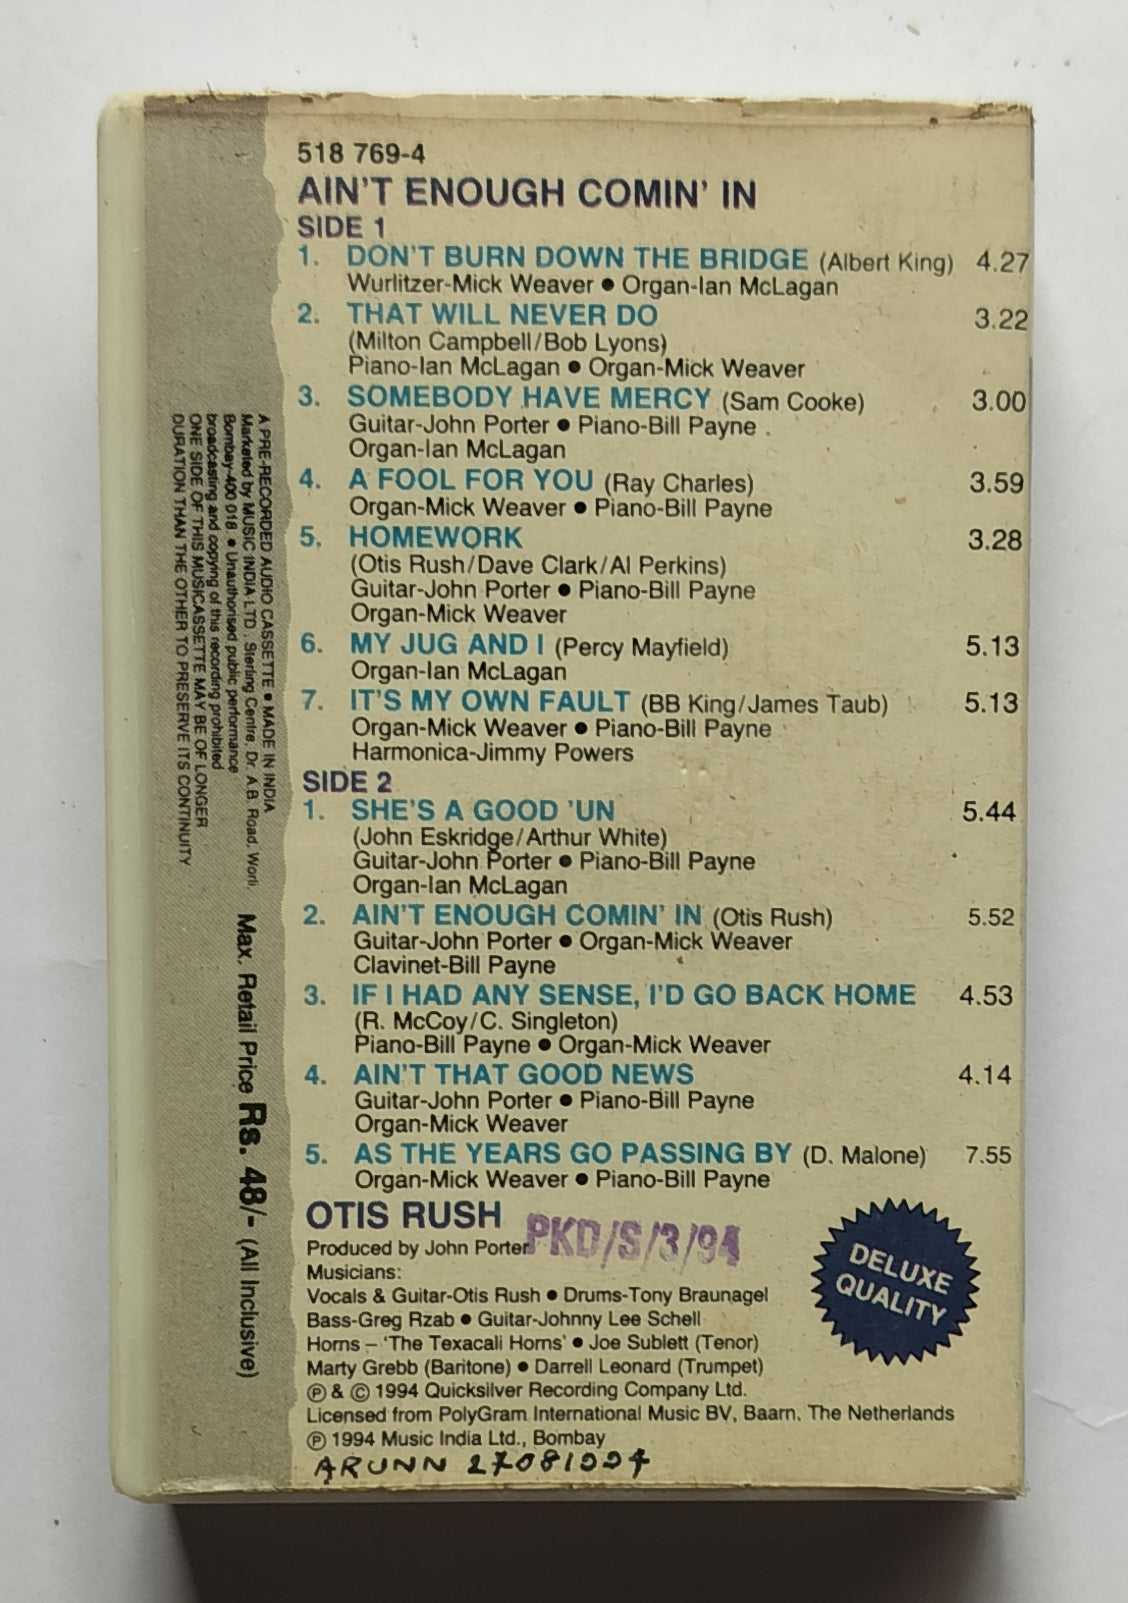 518 769-4
AIN'T ENOUGH COMIN' IN
SIDE 1
1. DON'T BURN DOWN THE BRIDGE (Albert King) 4.27
Wurlitzer-Mick Weaver ● Organ-Ian McLagan
2. THAT WILL NEVER DO 3.22
(Milton Campbell/Bob Lyons)
Piano-Ian McLagan ● Organ-Mick Weaver
3. SOMEBODY HAVE MERCY (Sam Cooke) 3.00
Guitar-John Porter ● Piano-Bill Payne
Organ-Ian McLagan
4. A FOOL FOR YOU (Ray Charles) 3.59
Organ-Mick Weaver ● Piano-Bill Payne
5. HOMEWORK 3.28
(Otis Rush/Dave Clark/Al Perkins)
Guitar-John Porter ● Piano-Bill Payne
Organ-Mick Weaver
6. MY JUG AND I (Percy Mayfield) 5.13
Organ-Ian McLagan
7. IT'S MY OWN FAULT (BB King/James Taub) 5.13
Organ-Mick Weaver ● Piano-Bill Payne
Harmonica-Jimmy Powers
SIDE 2
1. SHE'S A GOOD 'UN 5.44
(John Eskridge/Arthur White)
Guitar-John Porter ● Piano-Bill Payne
Organ-Ian McLagan
2. AIN'T ENOUGH COMIN' IN (Otis Rush) 5.52
Guitar-John Porter ● Organ-Mick Weaver
Clavinet-Bill Payne
3. IF I HAD ANY SENSE, I'D GO BACK HOME 4.53
(R. McCoy/C. Singleton)
Piano-Bill Payne ● Organ-Mick Weaver
4. AIN'T THAT GOOD NEWS 4.14
Guitar-John Porter ● Piano-Bill Payne
Organ-Mick Weaver
5. AS THE YEARS GO PASSING BY (D. Malone) 7.55
Organ-Mick Weaver ● Piano-Bill Payne
OTIS RUSH
Produced by John Porter
PKD/S/3/94
Musicians:
Vocals & Guitar-Otis Rush ● Drums-Tony Braunagel
Bass-Greg Rzab ● Guitar-Johnny Lee Schell
Horns – 'The Texacali Horns' ● Joe Sublett (Tenor)
Marty Grebb (Baritone) ● Darrell Leonard (Trumpet)
℗ & © 1994 Quicksilver Recording Company Ltd.
Licensed from PolyGram International Music BV, Baarn, The Netherlands
℗ 1994 Music India Ltd., Bombay
ARUNN 27081994
DELUXE
QUALITY
A PRE-RECORDED AUDIO CASSETTE ● MADE IN INDIA
Marketed by MUSIC INDIA LTD., Sterling Centre, Dr. A.B. Road, Worli,
Bombay-400 018. ● Unauthorised public performance
broadcasting and copying of this recording prohibited
ONE SIDE OF THIS MUSICASSETTE MAY BE OF LONGER
DURATION THAN THE OTHER TO PRESERVE ITS CONTINUITY
Max. Retail Price Rs. 48/- (All Inclusive)